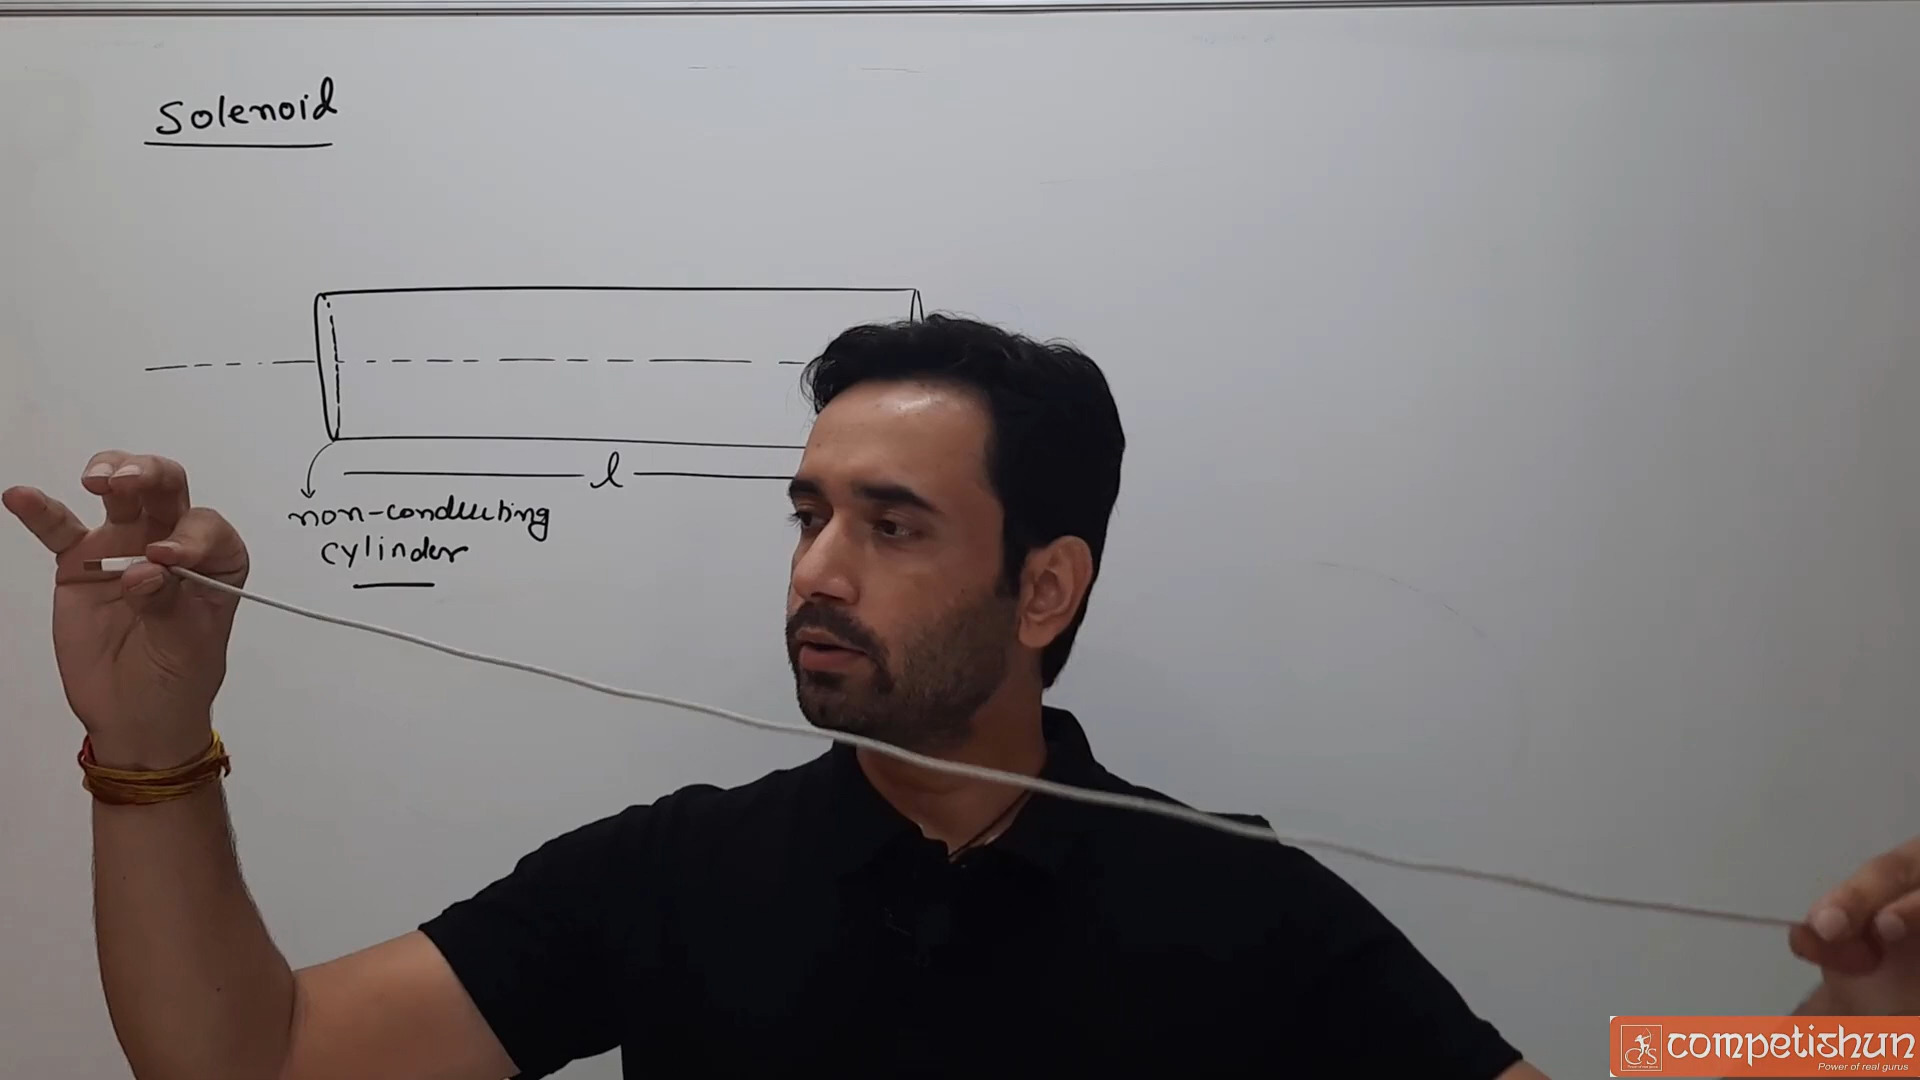 Solenoid
l
non-conducting
cylinder
competishun
Power of real gurus